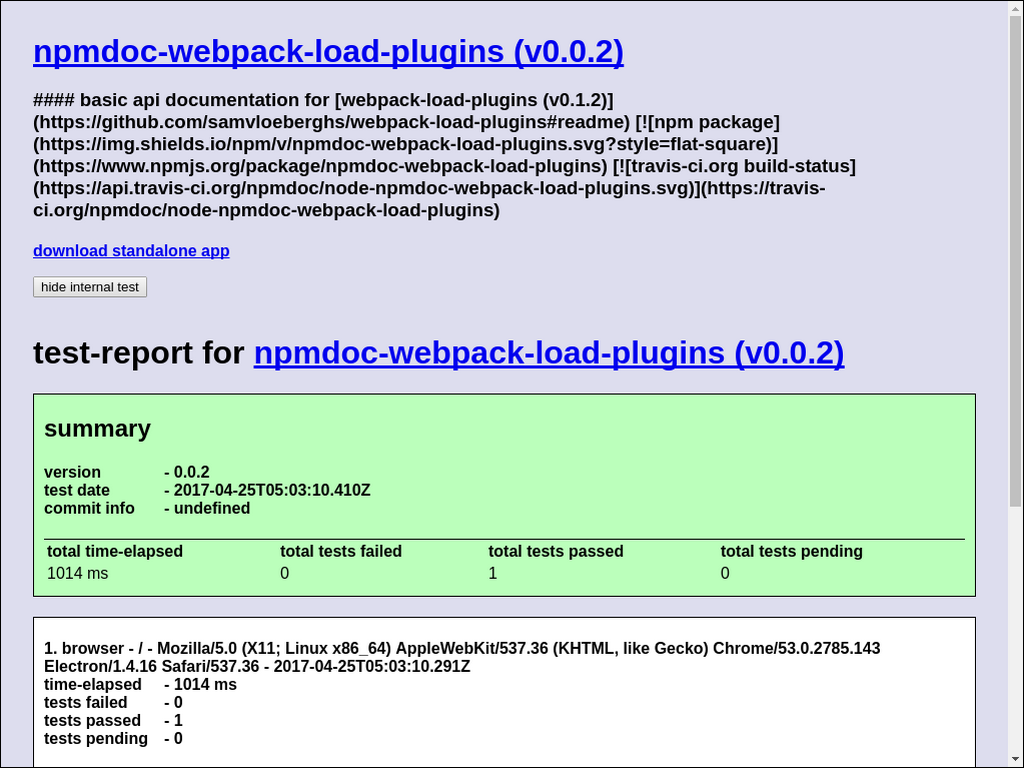 npmdoc-webpack-load-plugins (v0.0.2)
#### basic api documentation for [webpack-load-plugins (v0.1.2)]
(https://github.com/samvloeberghs/webpack-load-plugins#readme) [![npm package]
(https://img.shields.io/npm/v/npmdoc-webpack-load-plugins.svg?style=flat-square)]
(https://www.npmjs.org/package/npmdoc-webpack-load-plugins) [![travis-ci.org build-status]
(https://api.travis-ci.org/npmdoc/node-npmdoc-webpack-load-plugins.svg)](https://travis-
ci.org/npmdoc/node-npmdoc-webpack-load-plugins)
download standalone app
hide internal test
test-report for npmdoc-webpack-load-plugins (v0.0.2)
summary
version - 0.0.2
test date - 2017-04-25T05:03:10.410Z
commit info - undefined
total time-elapsed total tests failed total tests passed total tests pending
1014 ms 0 1 0
1. browser - / - Mozilla/5.0 (X11; Linux x86_64) AppleWebKit/537.36 (KHTML, like Gecko) Chrome/53.0.2785.143
Electron/1.4.16 Safari/537.36 - 2017-04-25T05:03:10.291Z
time-elapsed - 1014 ms
tests failed - 0
tests passed - 1
tests pending - 0